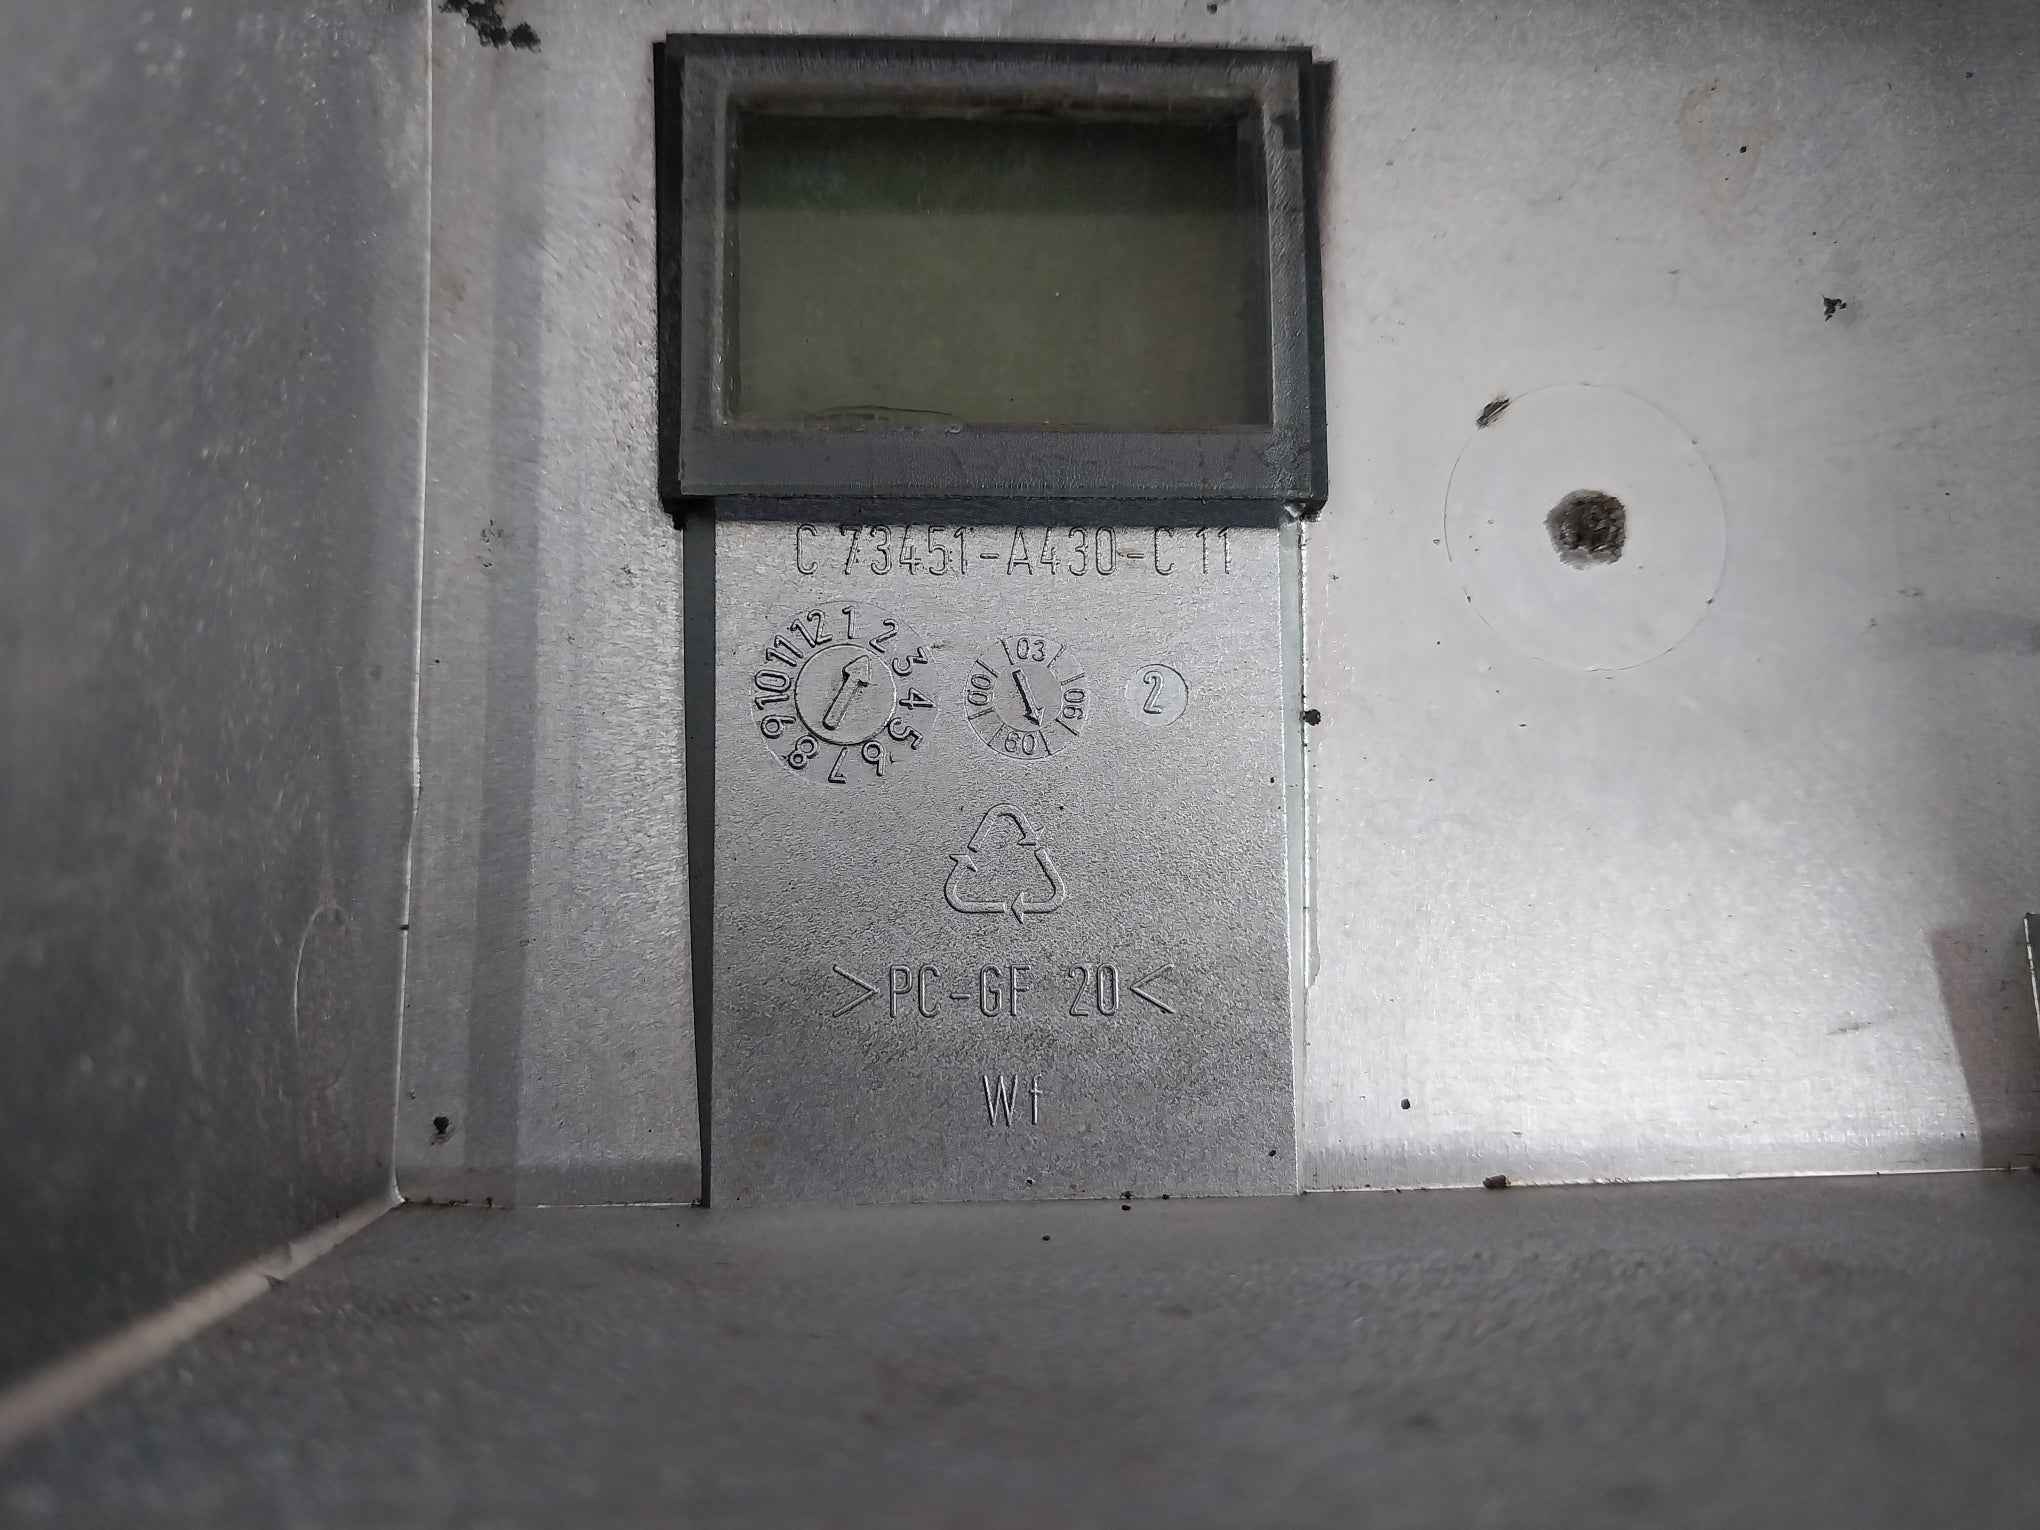 C 73451-A430-C 11
12 1 2 3 4 5 6 7 8 9 10 11
00 03 06 09
2
>PC-GF 20<
Wf